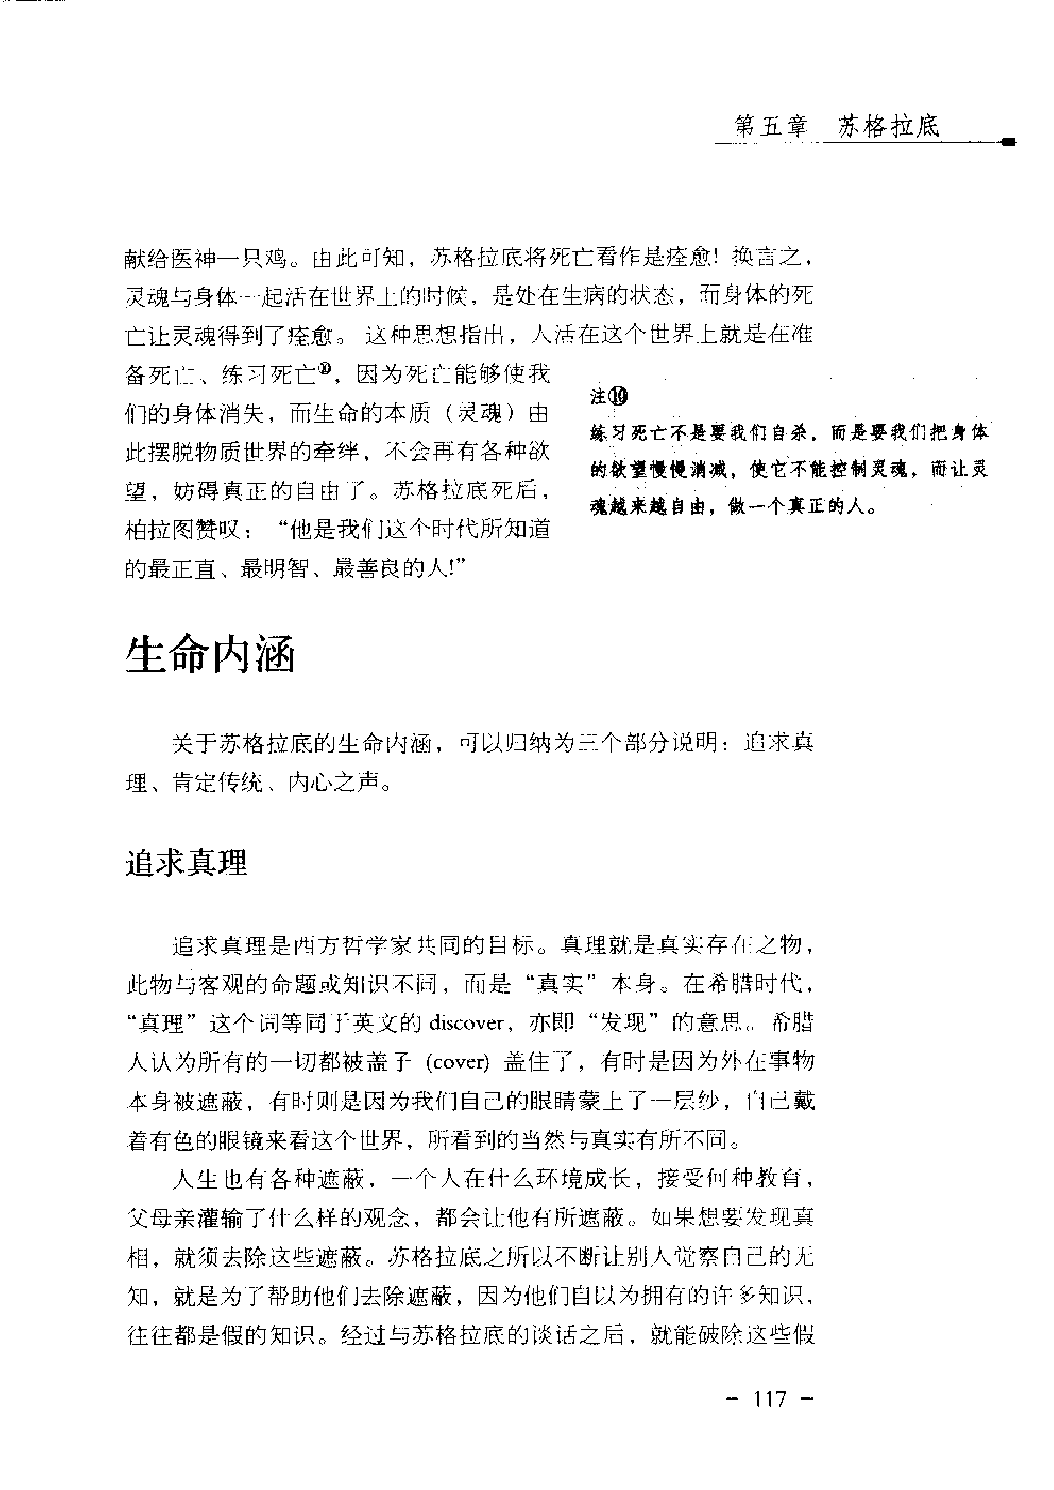 第五章 苏格拉底
献给医神一只鸡。由此可知，苏格拉底将死亡看作是痊愈！换言之，
灵魂与身体一起活在世界上的时候，是处在生病的状态，而身体的死
亡让灵魂得到了痊愈。这种思想指出，人活在这个世界上就是在准
备死亡、练习死亡⑩，因为死亡能够使我
们的身体消失，而生命的本质（灵魂）由
此摆脱物质世界的牵绊，不会再有各种欲
望，妨碍真正的自由了。苏格拉底死后，
柏拉图赞叹：“他是我们这个时代所知道
的最正直、最明智、最善良的人!”
注⑩
练习死亡不是要我们自杀，而是要我们把身体
的欲望慢慢消减，使它不能控制灵魂，而让灵
魂越来越自由，做一个真正的人。
生命内涵
关于苏格拉底的生命内涵，可以归纳为三个部分说明：追求真
理、肯定传统、内心之声。
追求真理
追求真理是西方哲学家共同的目标。真理就是真实存在之物，
此物与客观的命题或知识不同，而是“真实”本身。在希腊时代，
“真理”这个词等同于英文的 discover，亦即“发现”的意思。希腊
人认为所有的一切都被盖子 (cover) 盖住了，有时是因为外在事物
本身被遮蔽，有时则是因为我们自己的眼睛蒙上了一层纱，自己戴
着有色的眼镜来看这个世界，所看到的当然与真实有所不同。
人生也有各种遮蔽，一个人在什么环境成长，接受何种教育，
父母亲灌输了什么样的观念，都会让他有所遮蔽。如果想要发现真
相，就须去除这些遮蔽。苏格拉底之所以不断让别人觉察自己的无
知，就是为了帮助他们去除遮蔽，因为他们自以为拥有的许多知识，
往往都是假的知识。经过与苏格拉底的谈话之后，就能破除这些假
- 117 -